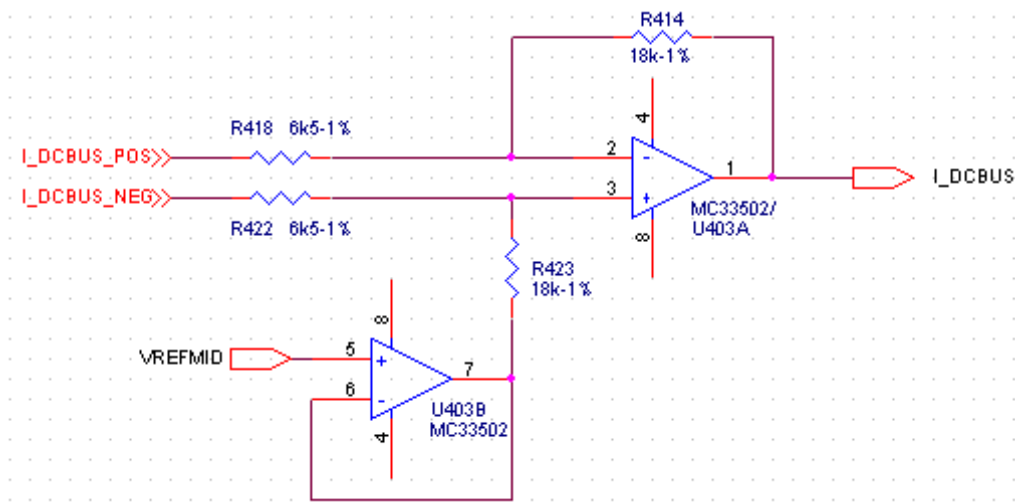 R414
18k-1%
4
R418 6k5-1%
I_DCBUS_POS
2
-
1
I_DCBUS
I_DCBUS_NEG
3
+
R422 6k5-1%
MC33502/
U403A
8
R423
18k-1%
8
VREFMID
5
+
7
6
-
U403B
MC33502
4